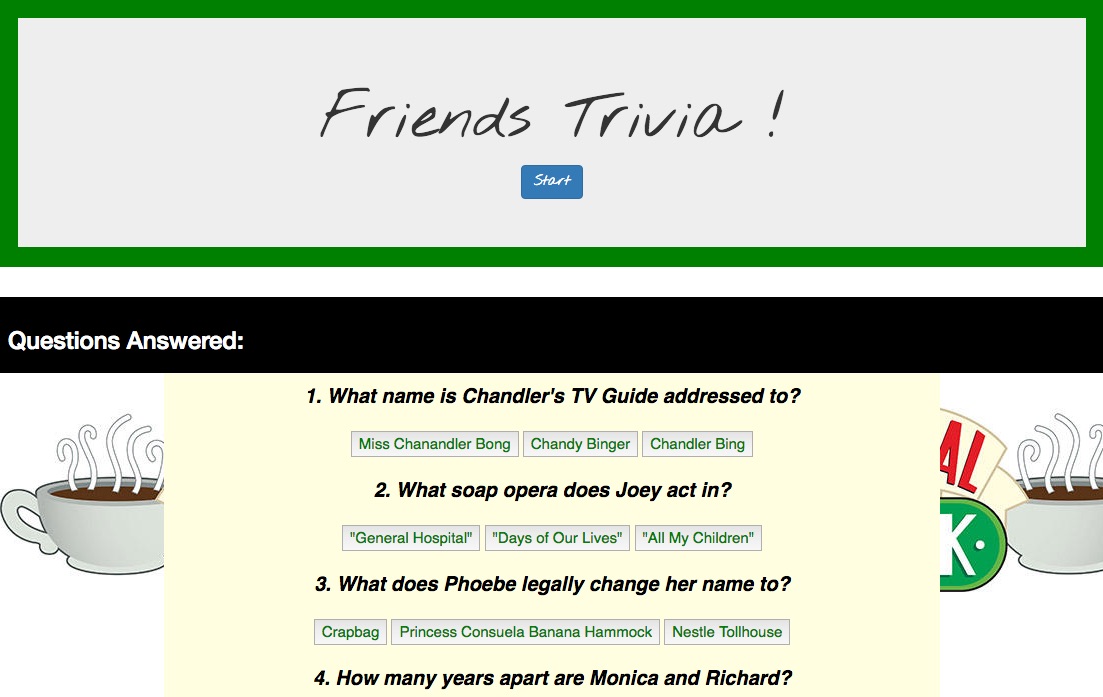 Friends Trivia !
Start
Questions Answered:
1. What name is Chandler's TV Guide addressed to?
Miss Chanandler Bong Chandy Binger Chandler Bing
2. What soap opera does Joey act in?
"General Hospital" "Days of Our Lives" "All My Children"
3. What does Phoebe legally change her name to?
Crapbag Princess Consuela Banana Hammock Nestle Tollhouse
4. How many years apart are Monica and Richard?
AL
K